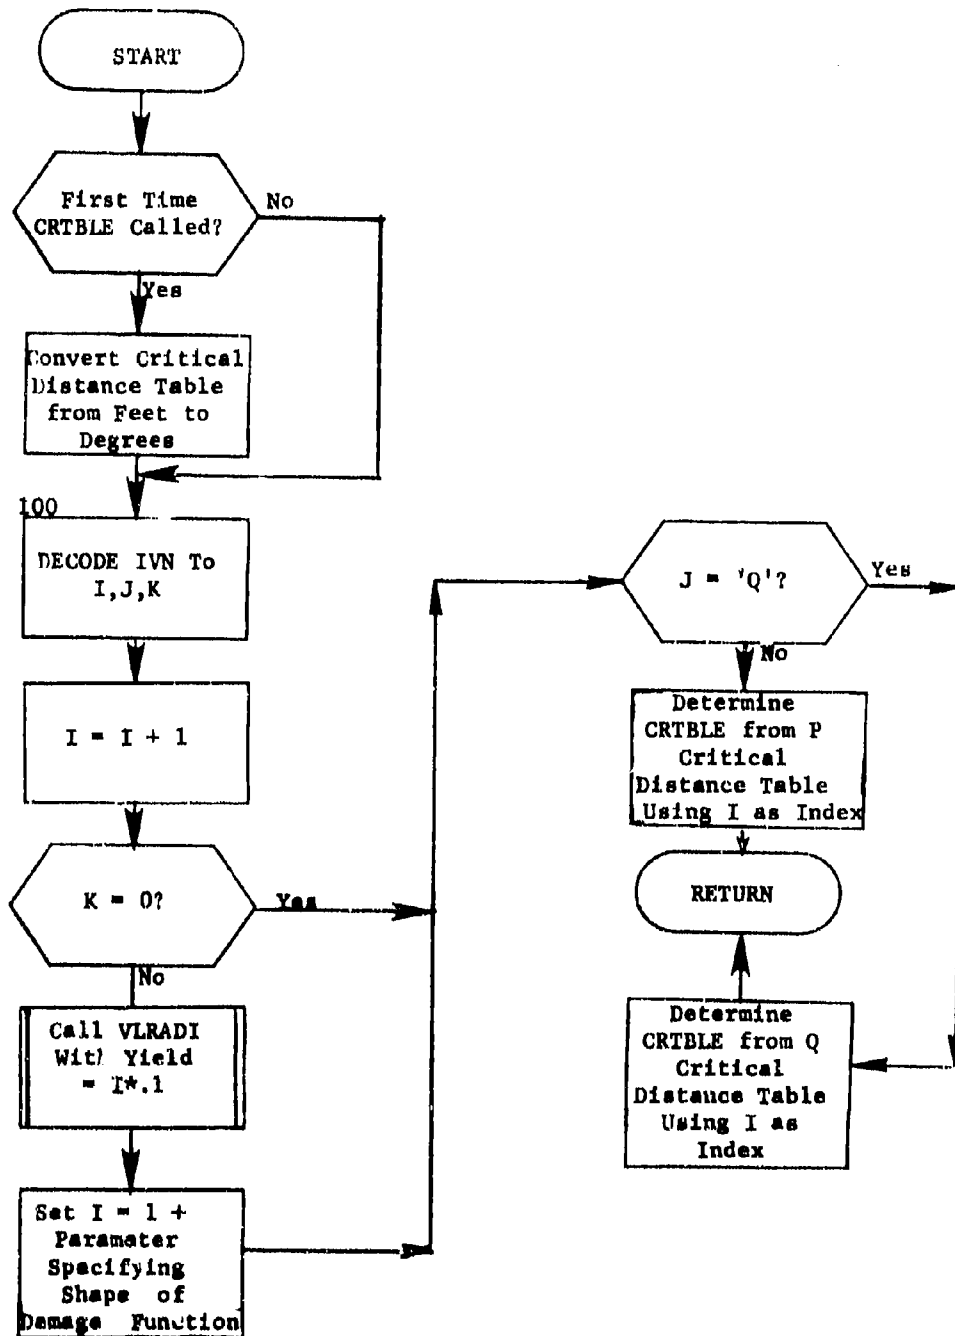 START
First Time
CRTBLE Called?
No
Yes
Convert Critical
Distance Table
from Feet to
Degrees
100
DECODE IVN To
I,J,K
I = I + 1
K = 0?
Yes
No
Call VLRADI
With Yield
= I*.1
Set I = 1 +
Parameter
Specifying
Shape of
Damage Function
J = 'Q'?
Yes
No
Determine
CRTBLE from P
Critical
Distance Table
Using I as Index
RETURN
Determine
CRTBLE from Q
Critical
Distance Table
Using I as
Index